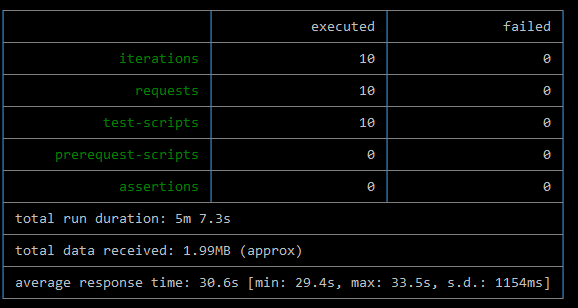 executed failed
iterations 10 0
requests 10 0
test-scripts 10 0
prerequest-scripts 0 0
assertions 0 0
total run duration: 5m 7.3s
total data received: 1.99MB (approx)
average response time: 30.6s [min: 29.4s, max: 33.5s, s.d.: 1154ms]